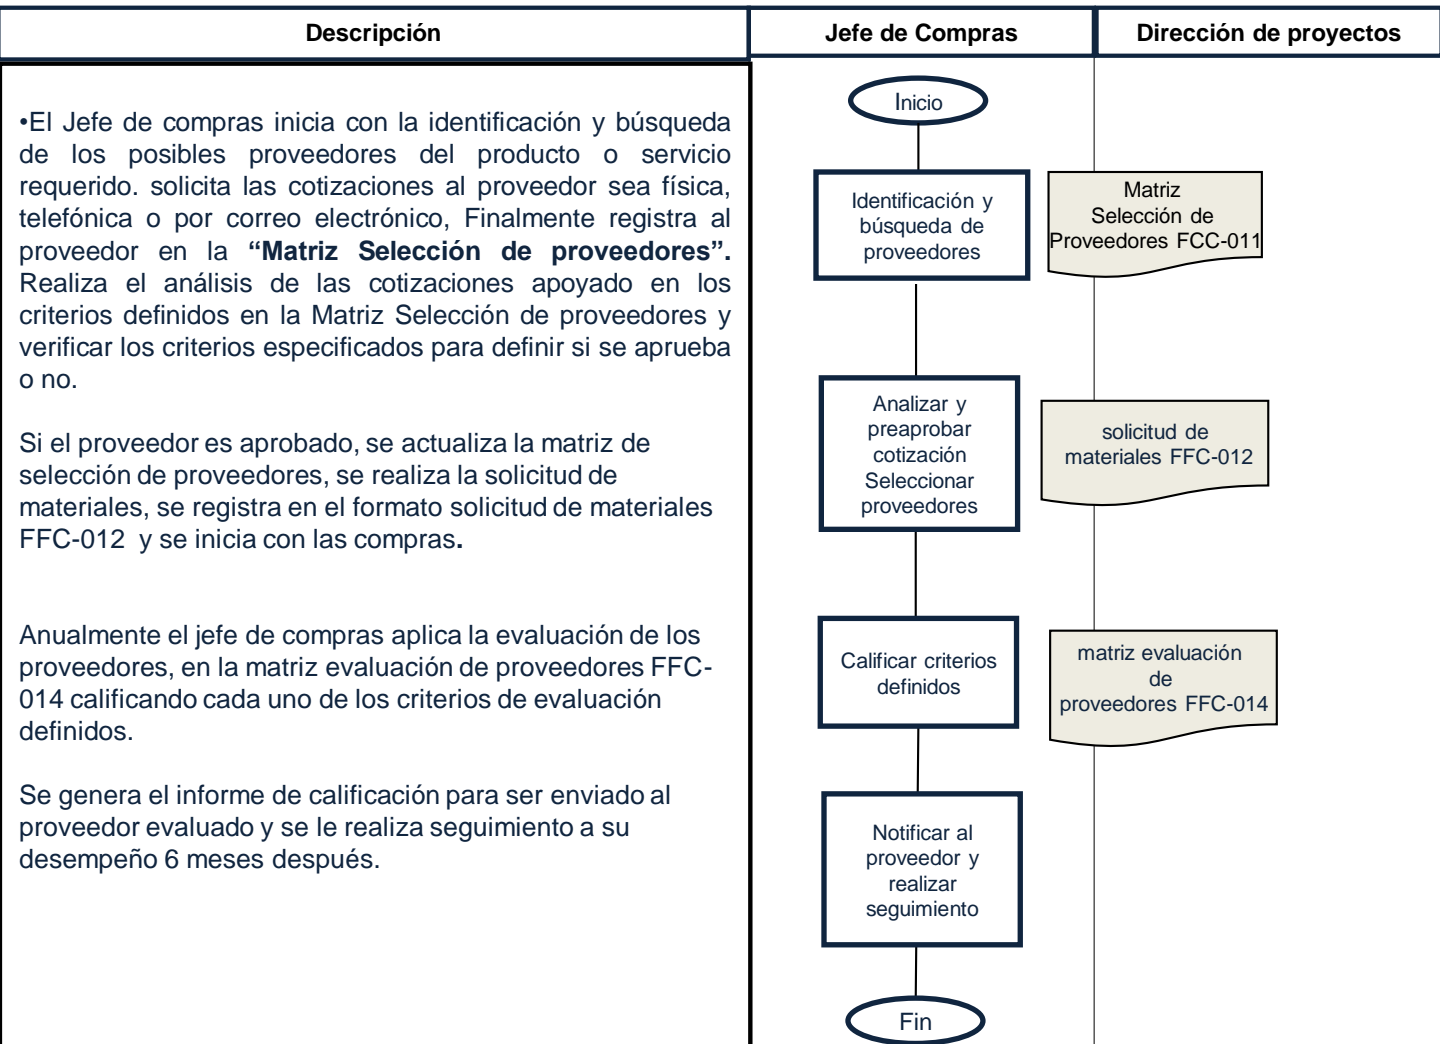 Descripción
Jefe de Compras
Dirección de proyectos
•El Jefe de compras inicia con la identificación y búsqueda
de los posibles proveedores del producto o servicio
requerido. solicita las cotizaciones al proveedor sea física,
telefónica o por correo electrónico, Finalmente registra al
proveedor en la “Matriz Selección de proveedores”.
Realiza el análisis de las cotizaciones apoyado en los
criterios definidos en la Matriz Selección de proveedores y
verificar los criterios especificados para definir si se aprueba
o no.
Si el proveedor es aprobado, se actualiza la matriz de
selección de proveedores, se realiza la solicitud de
materiales, se registra en el formato solicitud de materiales
FFC-012 y se inicia con las compras.
Anualmente el jefe de compras aplica la evaluación de los
proveedores, en la matriz evaluación de proveedores FFC-
014 calificando cada uno de los criterios de evaluación
definidos.
Se genera el informe de calificación para ser enviado al
proveedor evaluado y se le realiza seguimiento a su
desempeño 6 meses después.
Inicio
Identificación y
búsqueda de
proveedores
Matriz
Selección de
Proveedores FCC-011
Analizar y
preaprobar
cotización
Seleccionar
proveedores
solicitud de
materiales FFC-012
Calificar criterios
definidos
matriz evaluación
de
proveedores FFC-014
Notificar al
proveedor y
realizar
seguimiento
Fin